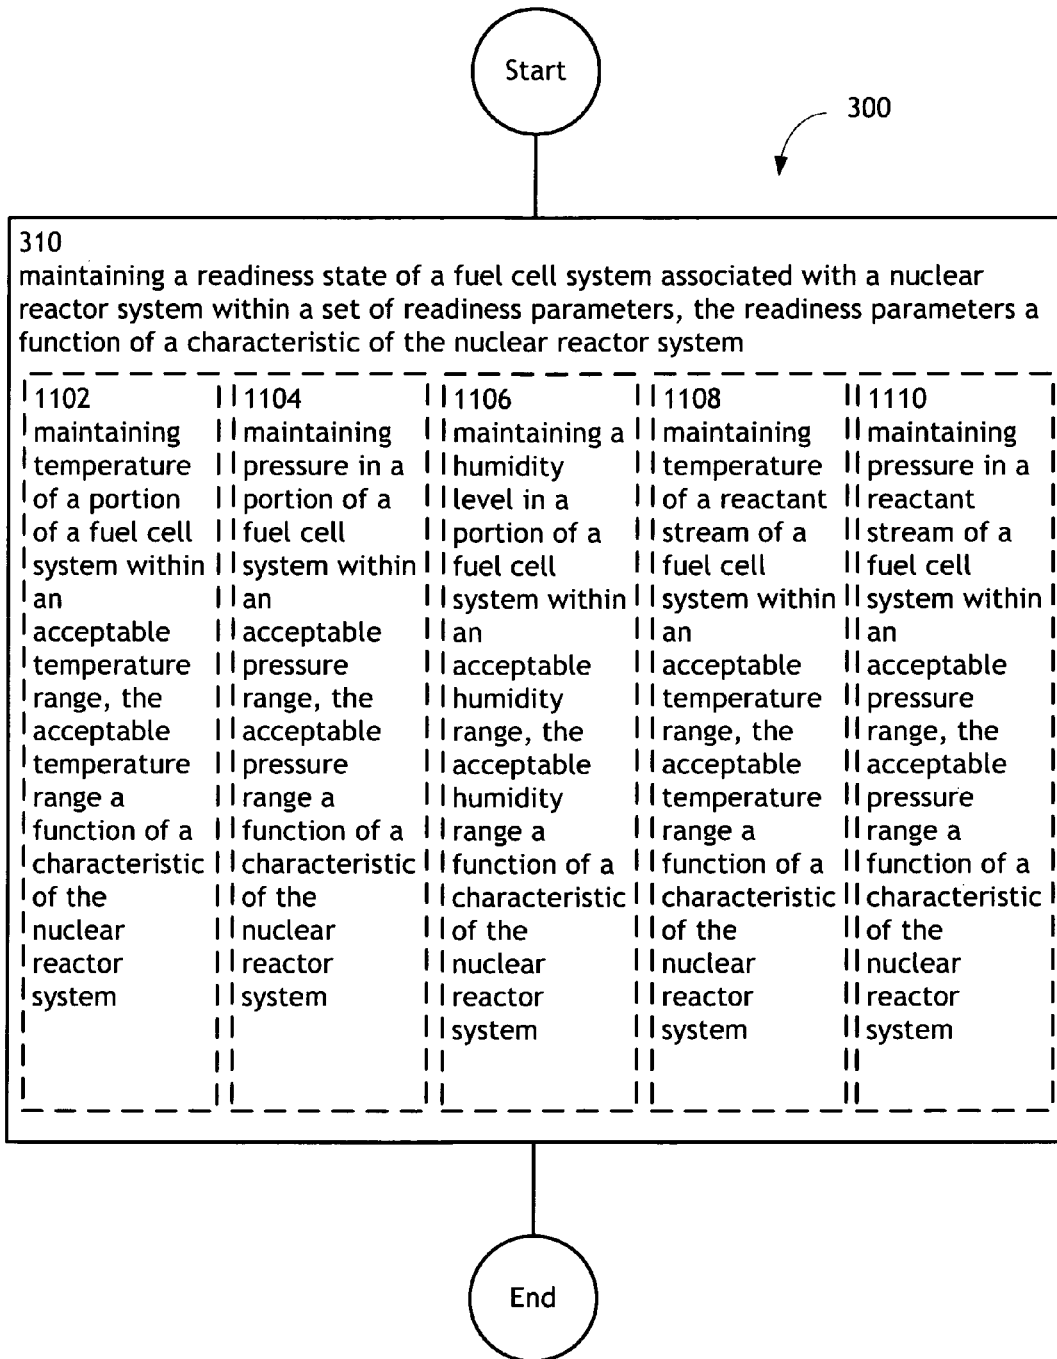 Start
300
310
maintaining a readiness state of a fuel cell system associated with a nuclear
reactor system within a set of readiness parameters, the readiness parameters a
function of a characteristic of the nuclear reactor system
1102
maintaining
temperature
of a portion
of a fuel cell
system within
an
acceptable
temperature
range, the
acceptable
temperature
range a
function of a
characteristic
of the
nuclear
reactor
system
1104
maintaining
pressure in a
portion of a
fuel cell
system within
an
acceptable
pressure
range, the
acceptable
pressure
range a
function of a
characteristic
of the
nuclear
reactor
system
1106
maintaining a
humidity
level in a
portion of a
fuel cell
system within
an
acceptable
humidity
range, the
acceptable
humidity
range a
function of a
characteristic
of the
nuclear
reactor
system
1108
maintaining
temperature
of a reactant
stream of a
fuel cell
system within
an
acceptable
temperature
range, the
acceptable
temperature
range a
function of a
characteristic
of the
nuclear
reactor
system
1110
maintaining
pressure in a
reactant
stream of a
fuel cell
system within
an
acceptable
pressure
range, the
acceptable
pressure
range a
function of a
characteristic
of the
nuclear
reactor
system
End